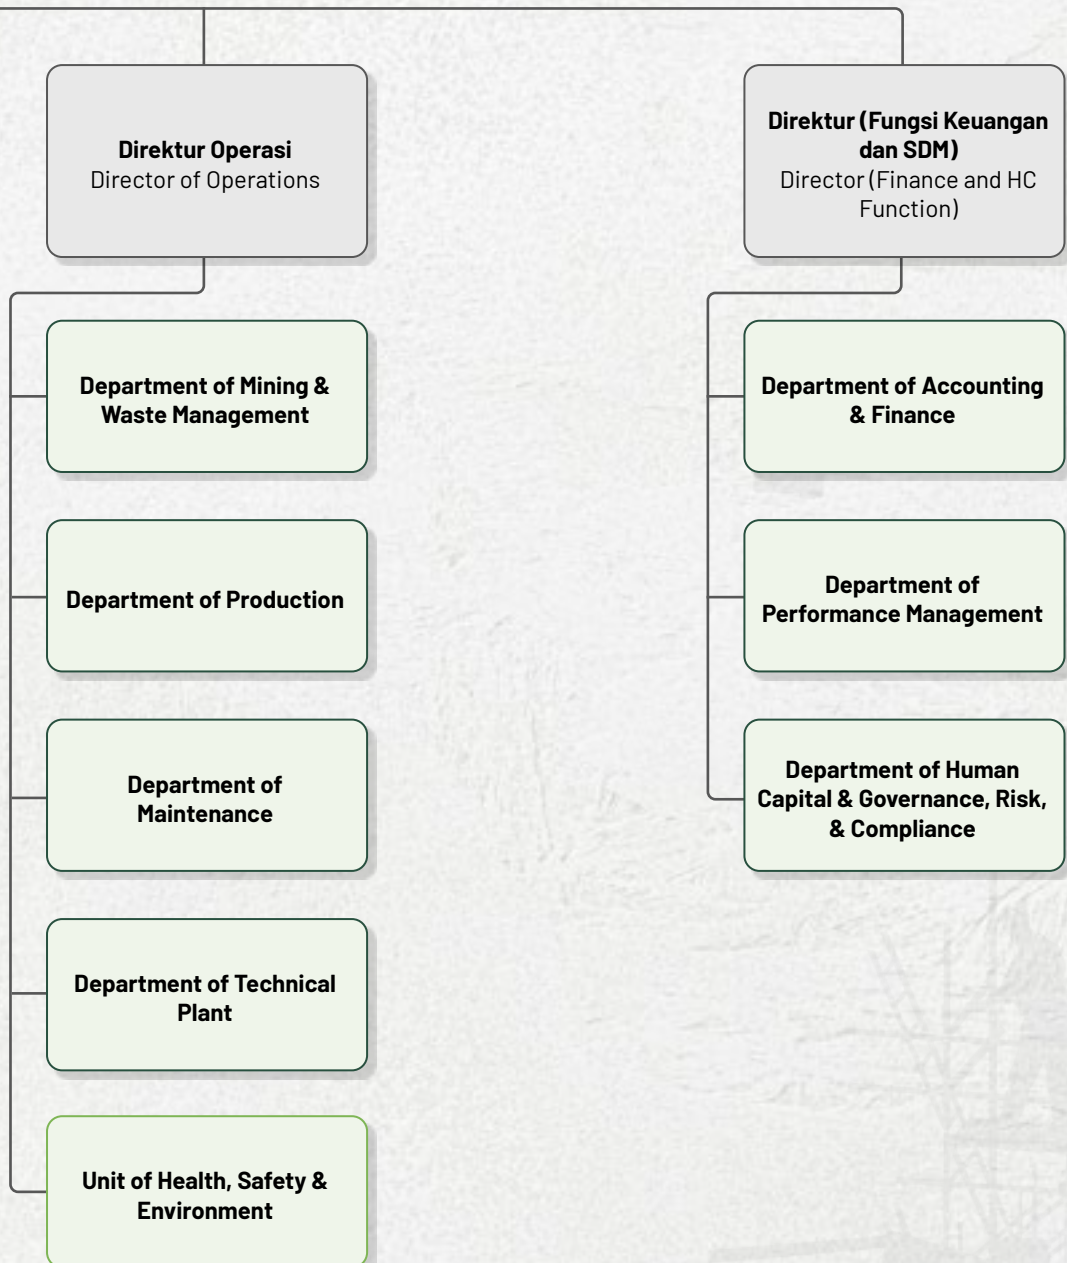 Direktur Operasi
Director of Operations
Department of Mining &
Waste Management
Department of Production
Department of
Maintenance
Department of Technical
Plant
Unit of Health, Safety &
Environment
Direktur (Fungsi Keuangan
dan SDM)
Director (Finance and HC
Function)
Department of Accounting
& Finance
Department of
Performance Management
Department of Human
Capital & Governance, Risk,
& Compliance